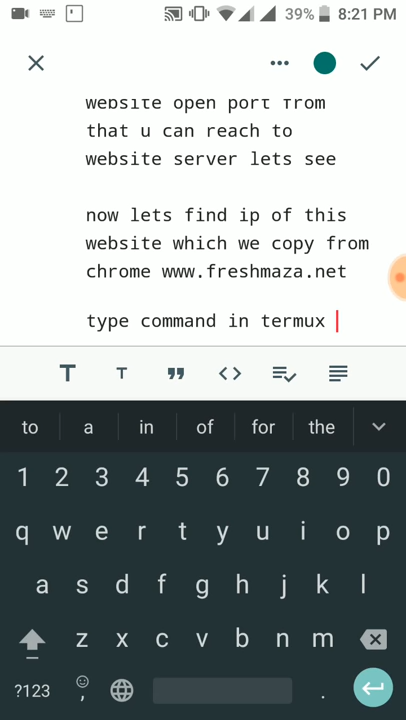 39% 8:21 PM
website open port from
that u can reach to
website server lets see
now lets find ip of this
website which we copy from
chrome www.freshmaza.net
type command in termux
T T
to a in of for the
1 2 3 4 5 6 7 8 9 0
q w e r t y u i o p
a s d f g h j k l
z x c v b n m
?123 , .